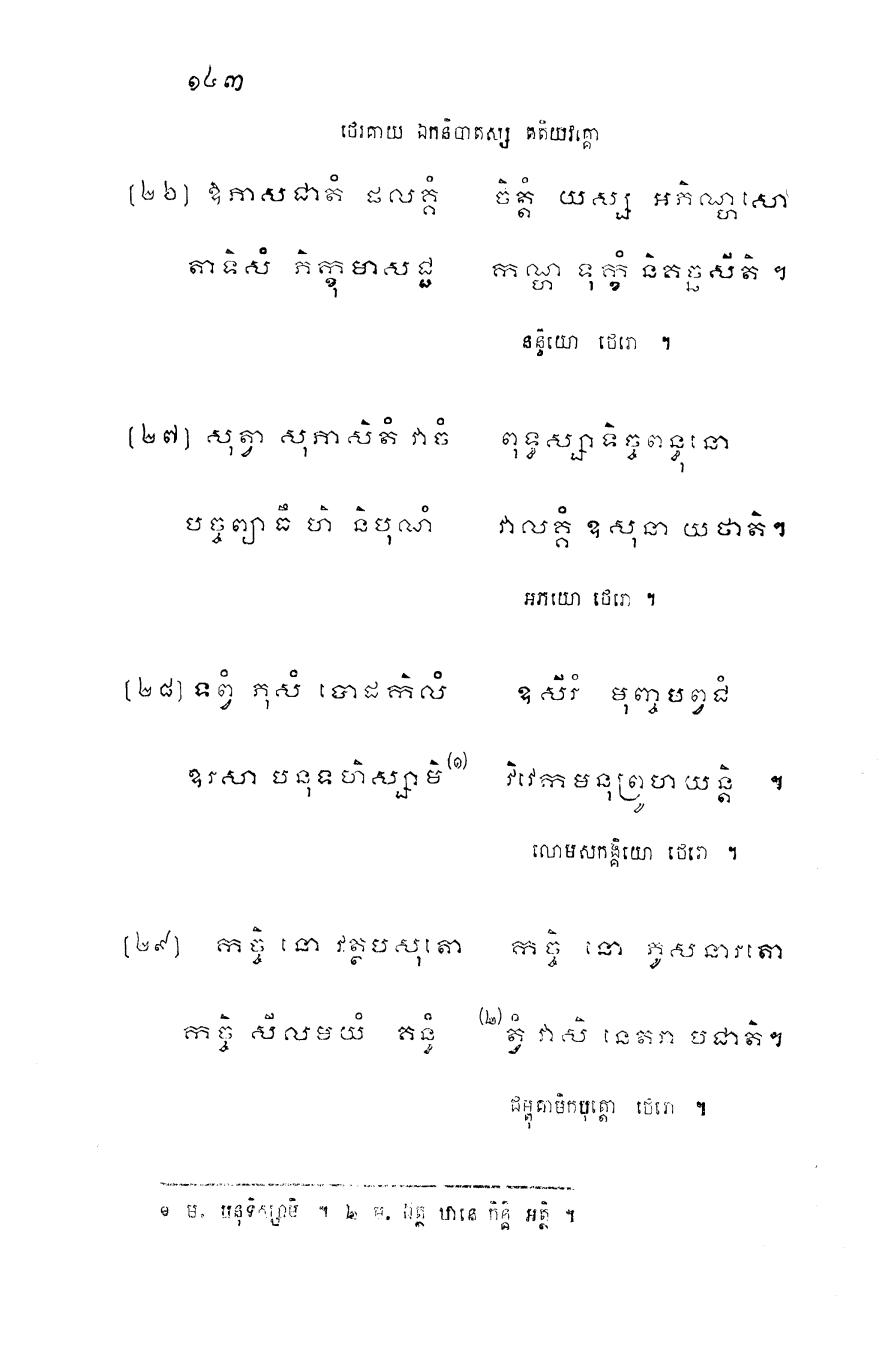 ១៤៣
ថេរគាថា ឯកនិបាតស្ស តតិយវគ្គោ
(២៦) ឱភាសជាតំ ផលគ្គំ ចិត្តំ យស្ស អភិណ្ហសោ
តាទិសំ ភិក្ខុមាសជ្ជ កណ្ហ ទុក្ខំ និគច្ឆសីតិ ។
នន្ទិយោ ថេរោ ។
(២៧) សុត្វា សុភាសិតំ វាចំ ពុទ្ធស្សាទិច្ចពន្ធុនោ
បច្ចព្យាធឹ ហិ និបុណំ វាលគ្គំ ឧសុនា យថាតិ។
អភយោ ថេរោ ។
(២៨) ទព្វំ កុសំ បោដកិលំ ឧសីរំ មុញ្ចបព្វជំ
ឧរសា បនុទហិស្សាមិ(១) វិវេកមនុព្រូហយន្តិ ។
លោមសកង្គិយោ ថេរោ ។
(២៩) កច្ចិ នោ វត្ថបសុតោ កច្ចិ នោ ភូសនារតោ
កច្ចិ សីលមយំ គន្ធំ (២) ត្វំ វាសិ នេតរា បជាតិ។
ជម្ពុគាមិកបុត្តោ ថេរោ ។
១ ម. បនុទិស្សាមិ ។ ២ ឯត្ថ ឋានេ កិន្តិ អត្ថិ ។